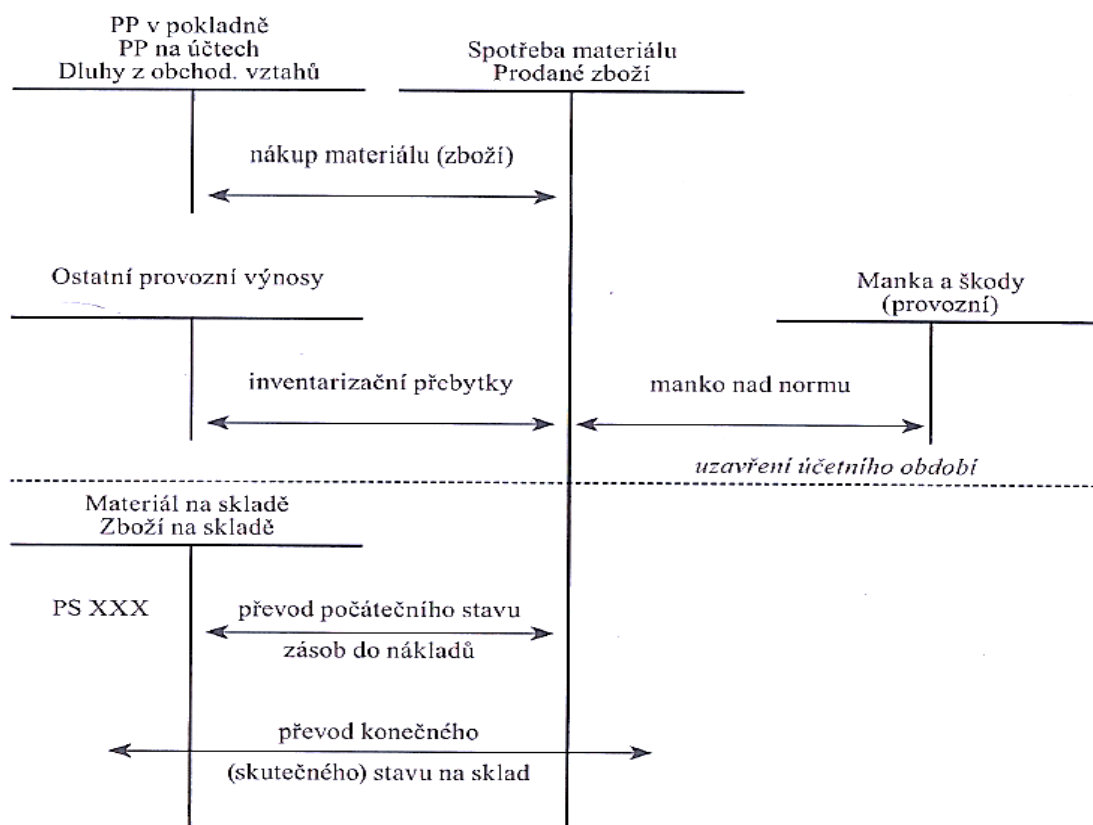 PP v pokladně
PP na účtech
Dluhy z obchod. vztahů
Spotřeba materiálu
Prodané zboží
nákup materiálu (zboží)
Ostatní provozní výnosy
Manka a škody
(provozní)
inventarizační přebytky
manko nad normu
uzavření účetního období
Materiál na skladě
Zboží na skladě
PS XXX
převod počátečního stavu
zásob do nákladů
převod konečného
(skutečného) stavu na sklad